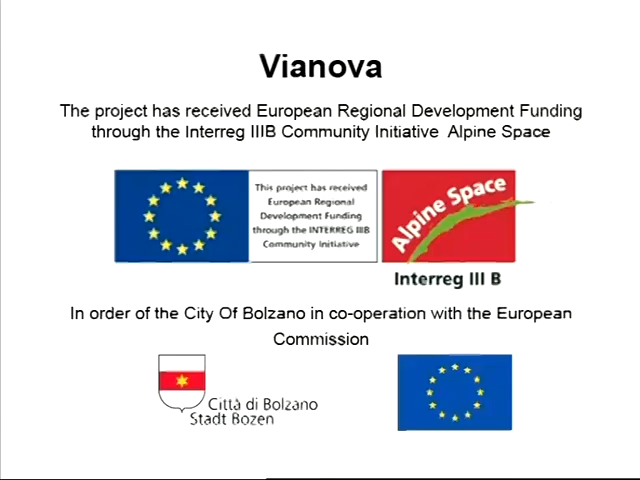 Vianova
The project has received European Regional Development Funding
through the Interreg IIIB Community Initiative Alpine Space
This project has received
European Regional
Development Funding
through the INTERREG IIIB
Community Initiative
Alpine Space
Interreg III B
In order of the City Of Bolzano in co-operation with the European
Commission
Città di Bolzano
Stadt Bozen